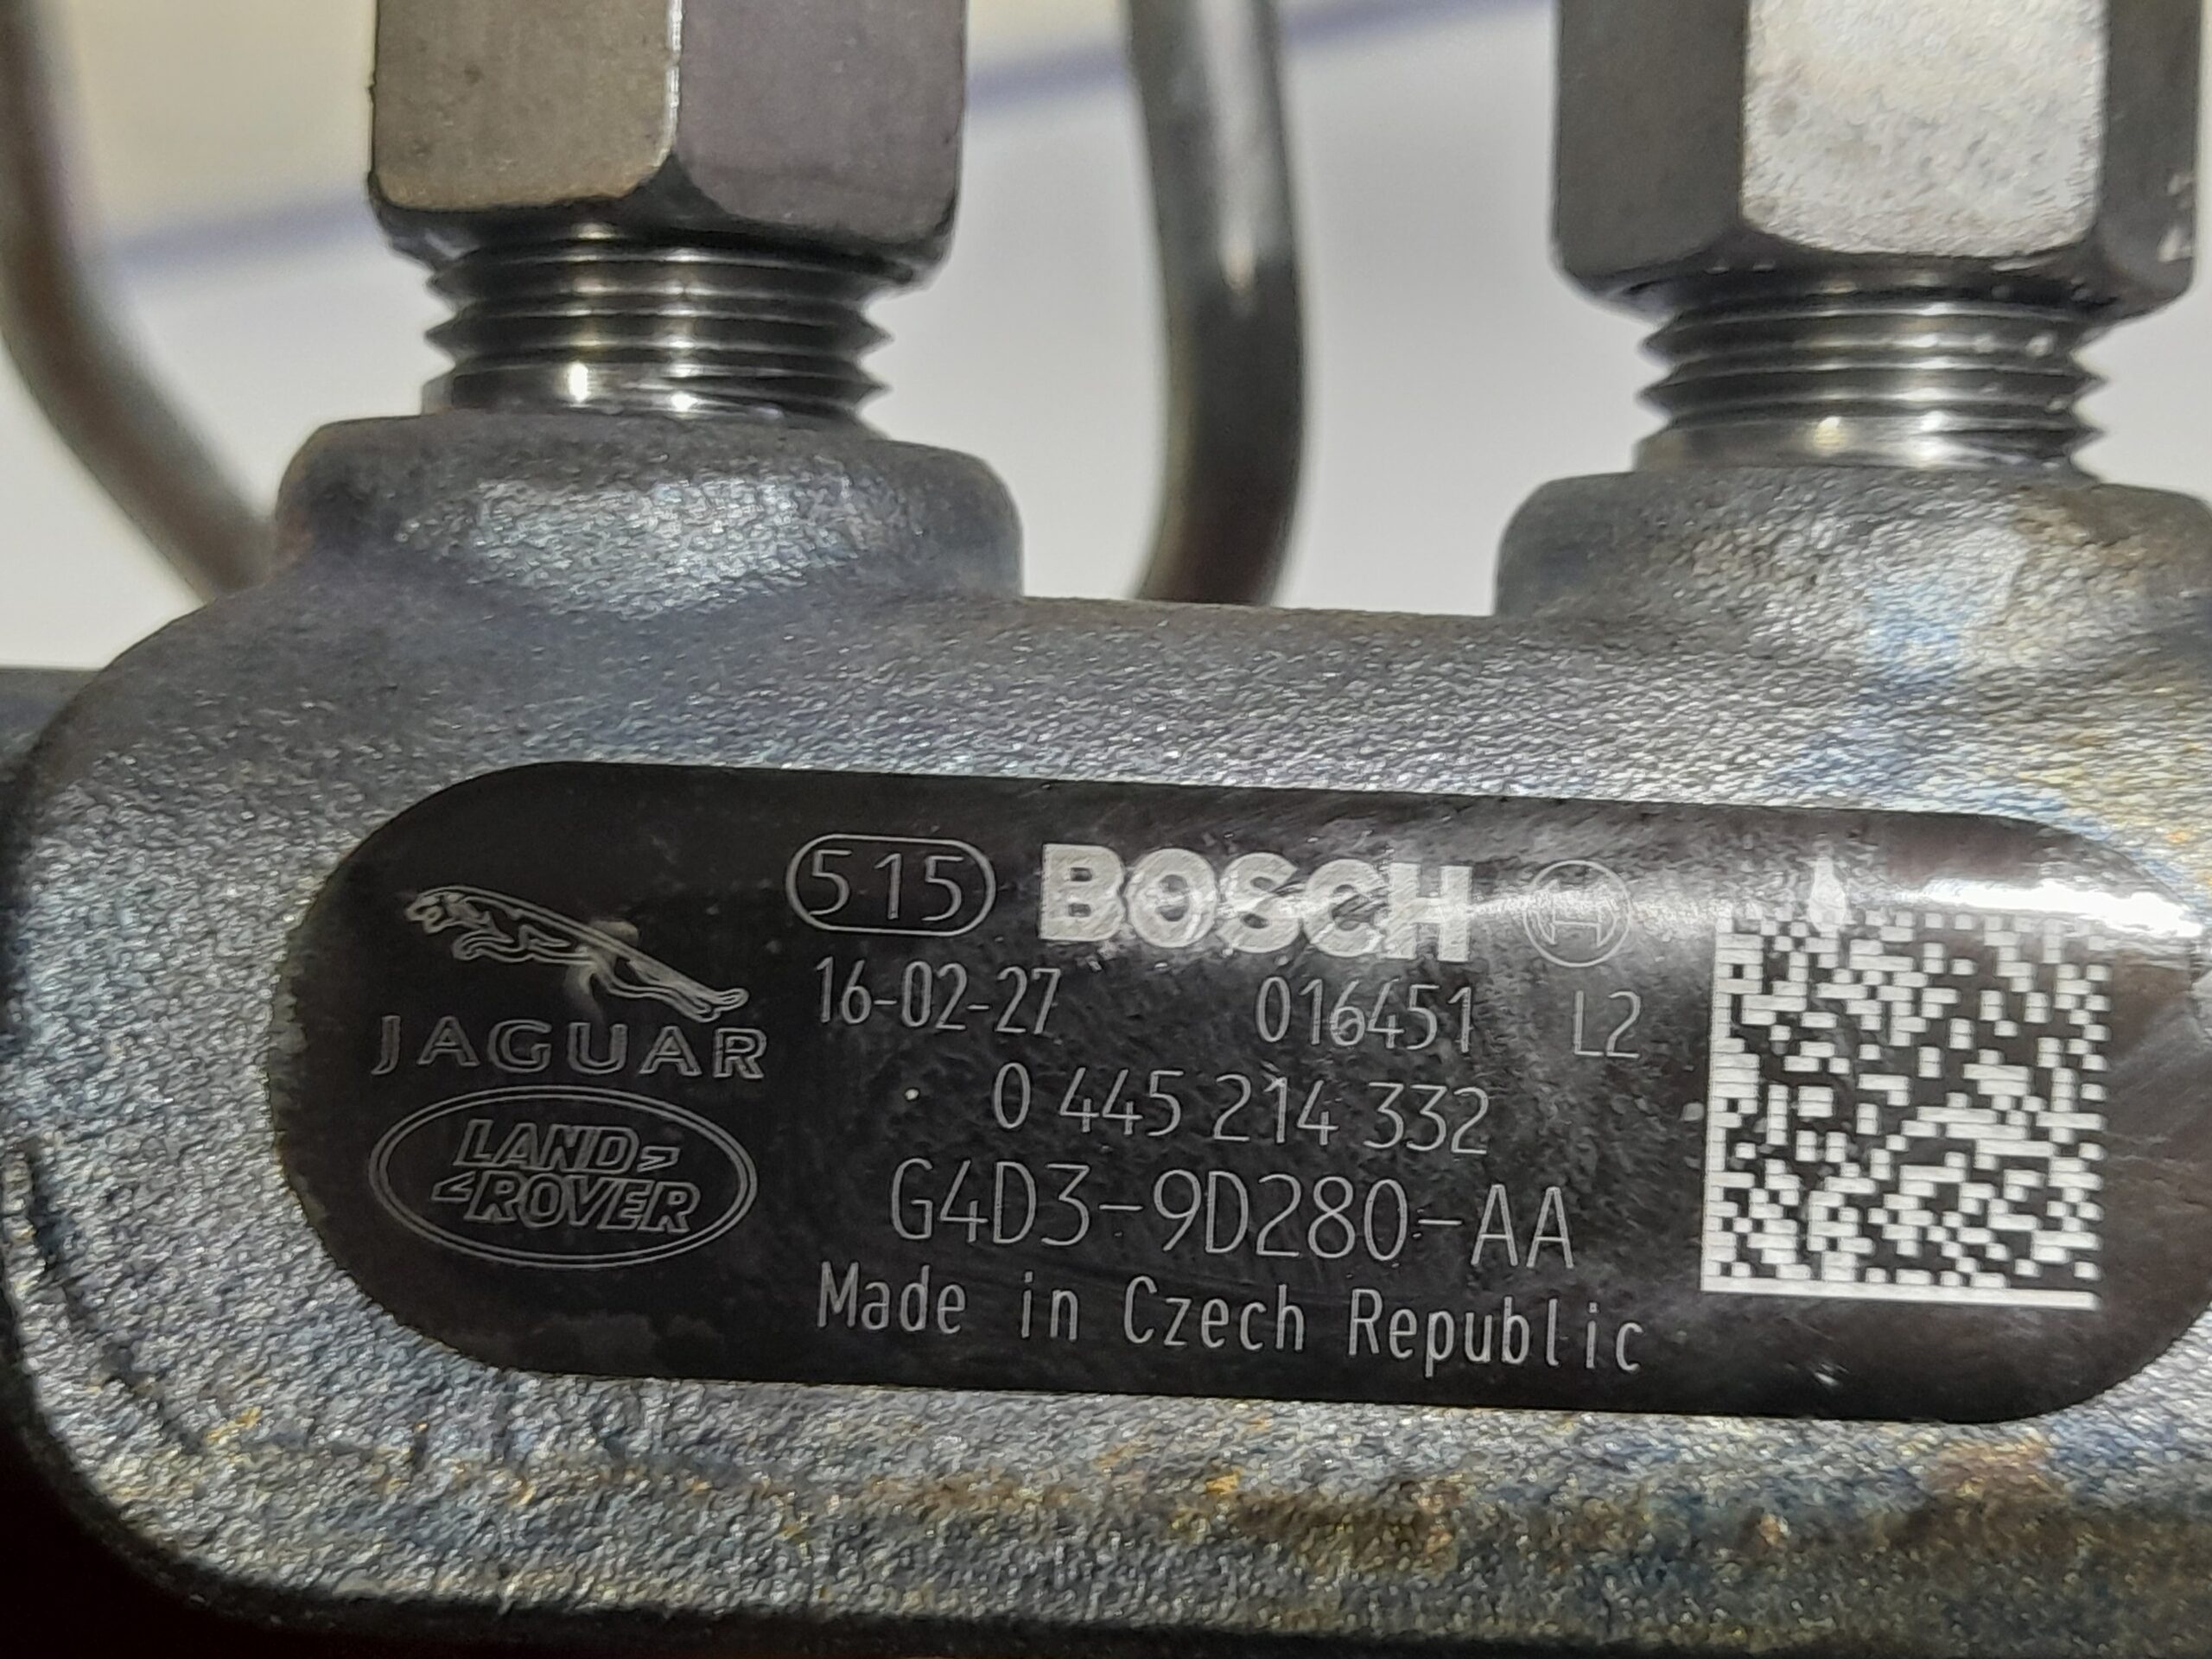 JAGUAR
LAND
ROVER
515 BOSCH
16-02-27 016451 L2
0 445 214 332
G4D3-9D280-AA
Made in Czech Republic